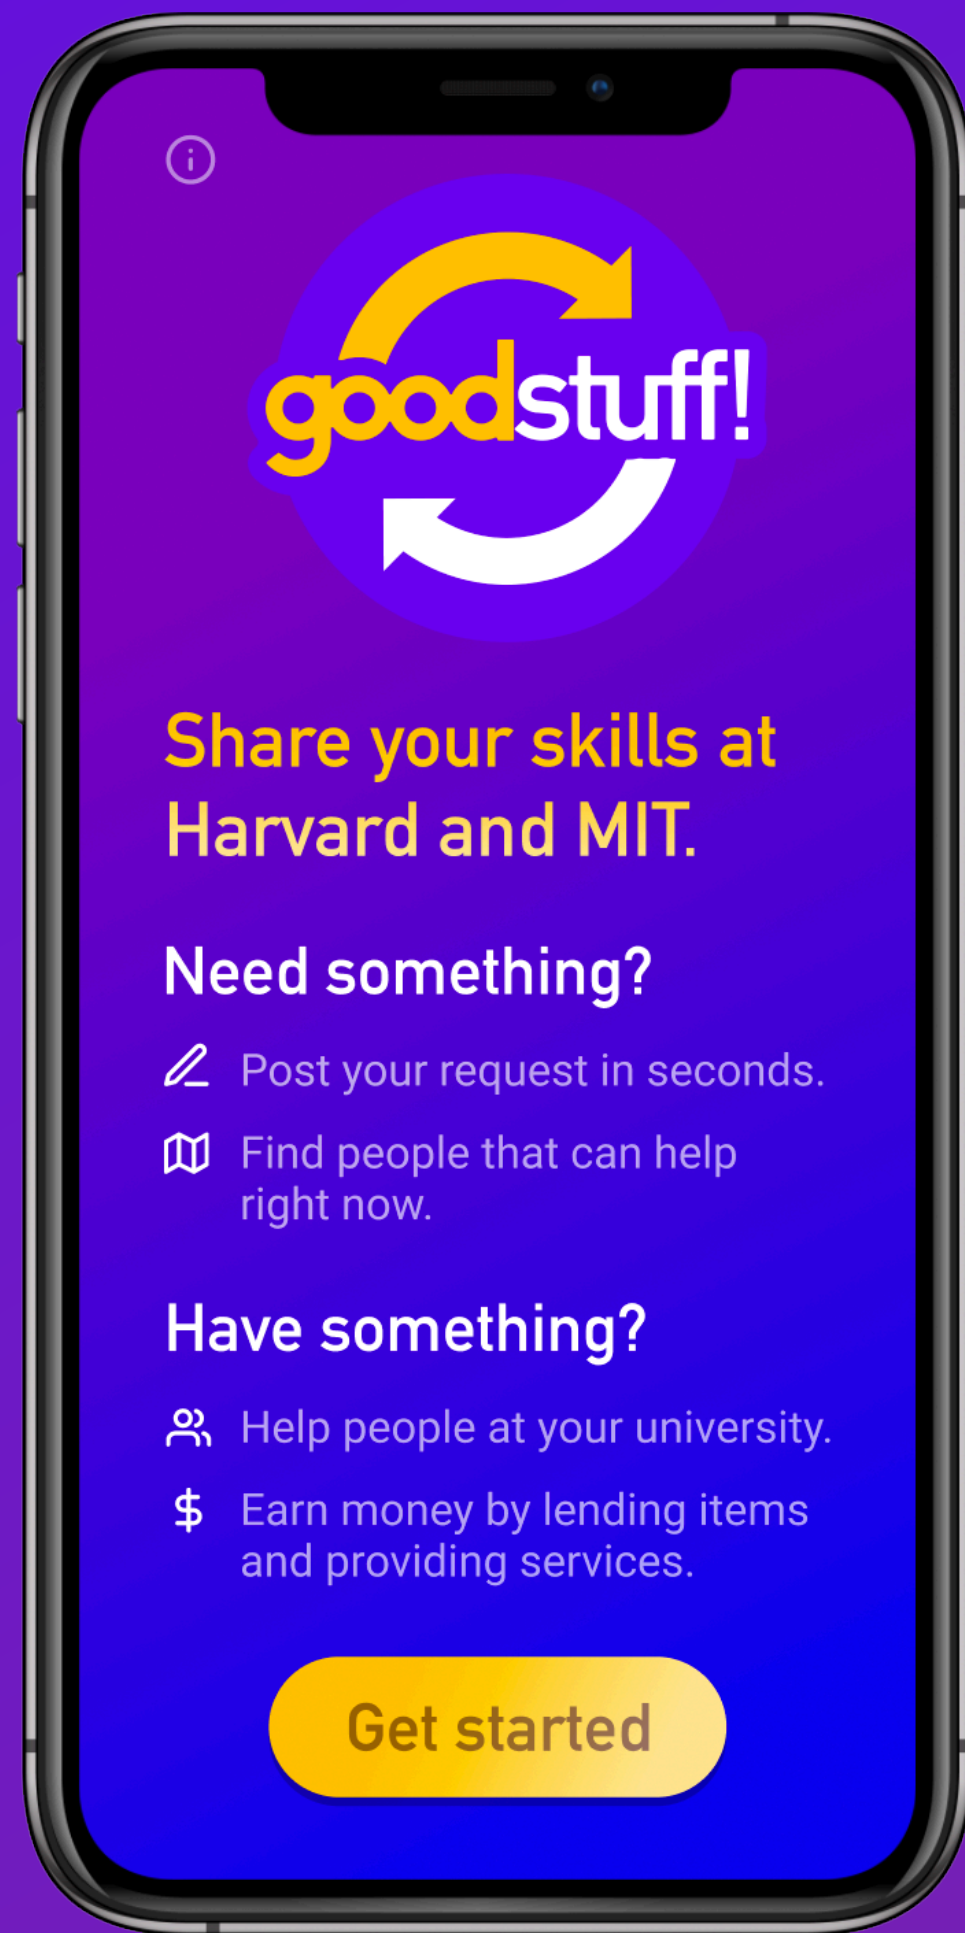 goodstuff!
Share your skills at
Harvard and MIT.
Need something?
Post your request in seconds.
Find people that can help
right now.
Have something?
Help people at your university.
$ Earn money by lending items
and providing services.
Get started